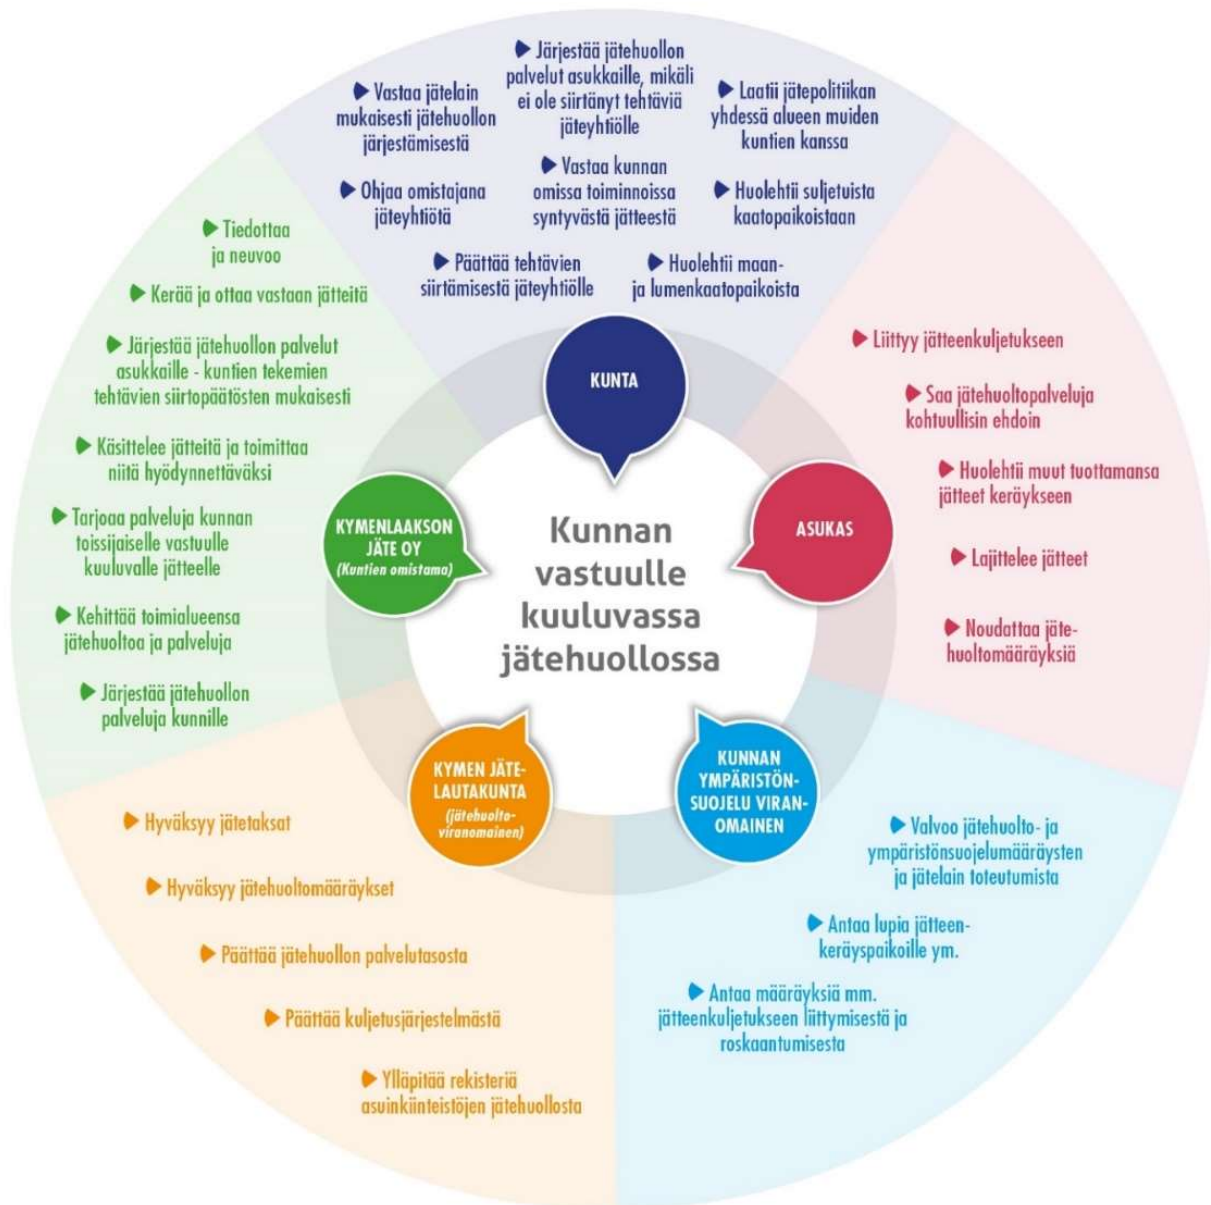 Järjestää jätehuollon
palvelut asukkaille, mikäli
ei ole siirtänyt tehtäviä
jäteyhtiölle
Vastaa jätelain
mukaisesti jätehuollon
järjestämisestä
Laatii jätepolitiikan
yhdessä alueen muiden
kuntien kanssa
Ohjaa omistajana
jäteyhtiötä
Vastaa kunnan
omissa toiminnoissa
syntyvästä jätteestä
Huolehtii suljetuista
kaatopaikoistaan
Päättää tehtävien
siirtämisestä jäteyhtiölle
Huolehtii maan-
ja lumenkaatopaikoista
KUNTA
Liittyy jätteenkuljetukseen
Saa jätehuoltopalveluja
kohtuullisin ehdoin
Huolehtii muut tuottamansa
jätteet keräykseen
Lajittelee jätteet
Noudattaa jäte-
huoltomääräyksiä
ASUKAS
KUNNAN
YMPÄRISTÖN-
SUOJELU VIRAN-
OMAINEN
Valvoo jätehuolto- ja
ympäristönsuojelumääräysten
ja jätelain toteutumista
Antaa lupia jätteen-
keräyspaikoille ym.
Antaa määräyksiä mm.
jätteenkuljetukseen liittymisestä ja
roskaantumisesta
KYMEN JÄTE-
LAUTAKUNTA
(jätehuolto-
viranomainen)
Hyväksyy jätetaksat
Hyväksyy jätehuoltomääräykset
Päättää jätehuollon palvelutasosta
Päättää kuljetusjärjestelmästä
Ylläpitää rekisteriä
asuinkiinteistöjen jätehuollosta
KYMENLAAKSON
JÄTE OY
(Kuntien omistama)
Tiedottaa
ja neuvoo
Kerää ja ottaa vastaan jätteitä
Järjestää jätehuollon palvelut
asukkaille - kuntien tekemien
tehtävien siirtopäätösten mukaisesti
Käsittelee jätteitä ja toimittaa
niitä hyödynnettäväksi
Tarjoaa palveluja kunnan
toissijaiselle vastuulle
kuuluvalle jätteelle
Kehittää toimialueensa
jätehuoltoa ja palveluja
Järjestää jätehuollon
palveluja kunnille
Kunnan
vastuulle
kuuluvassa
jätehuollossa